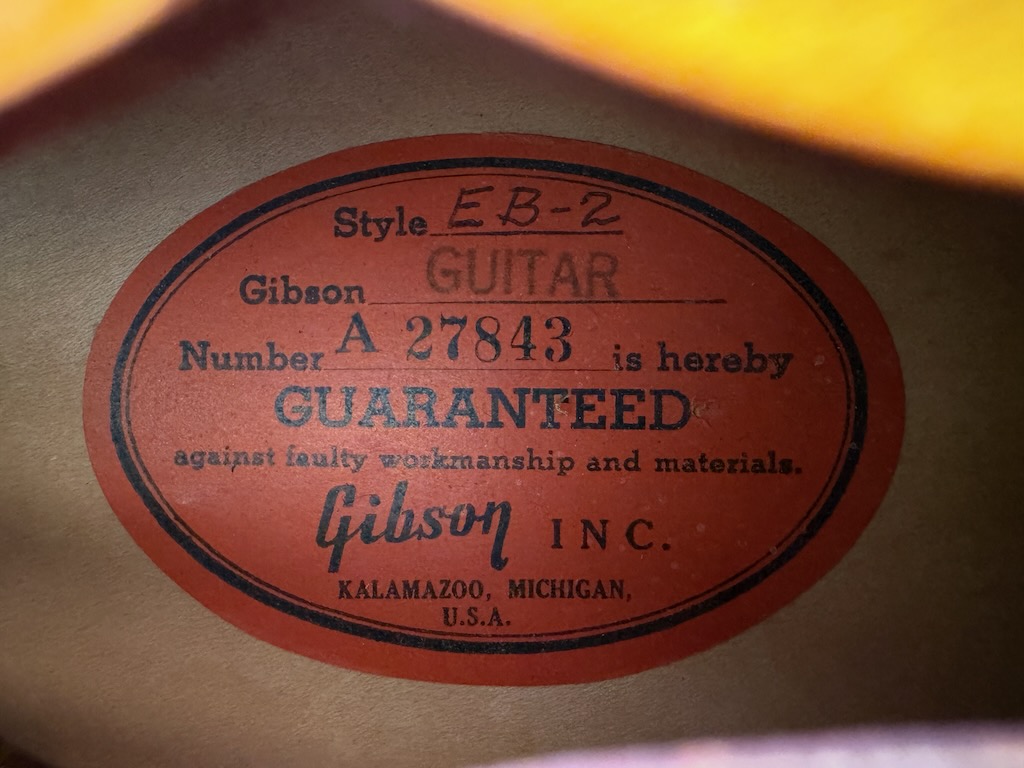 Style EB-2
Gibson GUITAR
Number A 27843 is hereby
GUARANTEED
against faulty workmanship and materials.
Gibson INC.
KALAMAZOO, MICHIGAN,
U.S.A.